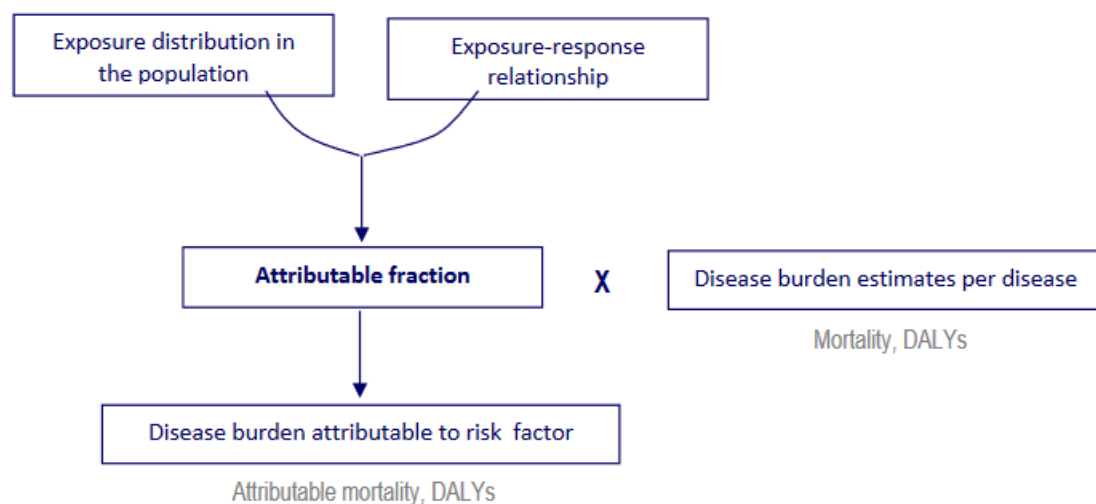 Exposure distribution in
the population
Exposure-response
relationship
Attributable fraction
X
Disease burden estimates per disease
Mortality, DALYs
Disease burden attributable to risk factor
Attributable mortality, DALYs